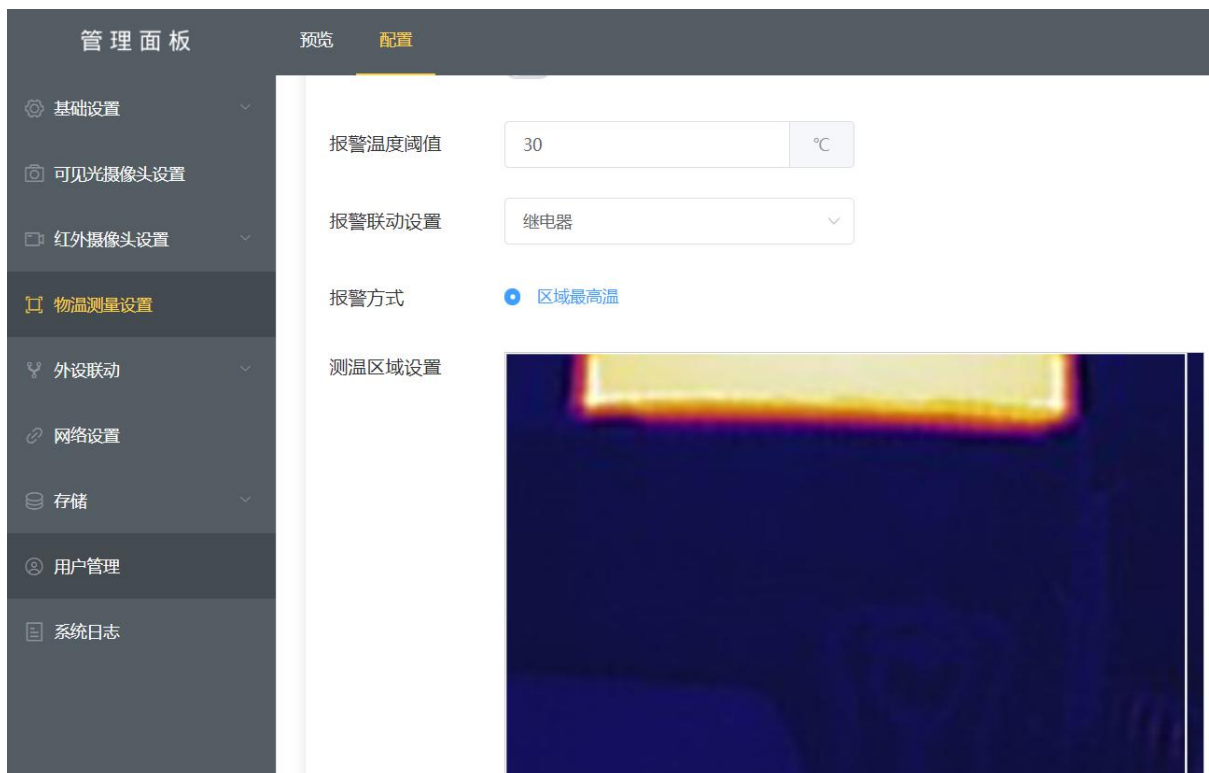 管理面板
预览 配置
基础设置
可见光摄像头设置
红外摄像头设置
物温测量设置
外设联动
网络设置
存储
用户管理
系统日志
报警温度阈值 30 ℃
报警联动设置 继电器
报警方式 区域最高温
测温区域设置